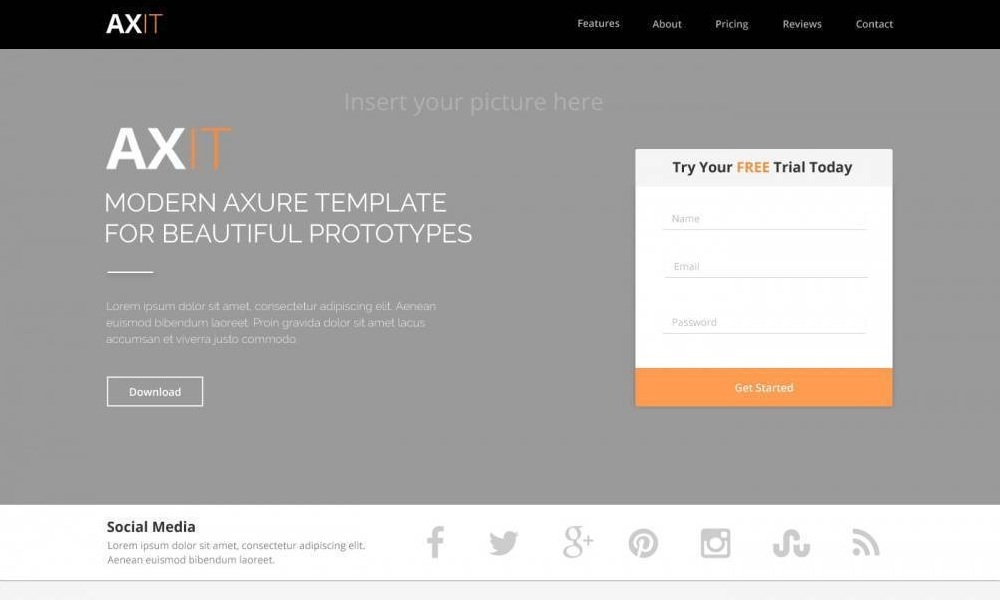 AXIT
Features About Pricing Reviews Contact
Insert your picture here
AXIT
MODERN AXURE TEMPLATE
FOR BEAUTIFUL PROTOTYPES
Lorem ipsum dolor sit amet, consectetur adipiscing elit. Aenean
euismod bibendum laoreet. Proin gravida dolor sit amet lacus
accumsan et viverra justo commodo.
Download
Try Your FREE Trial Today
Name
Email
Password
Get Started
Social Media
Lorem ipsum dolor sit amet, consectetur adipiscing elit.
Aenean euismod bibendum laoreet.